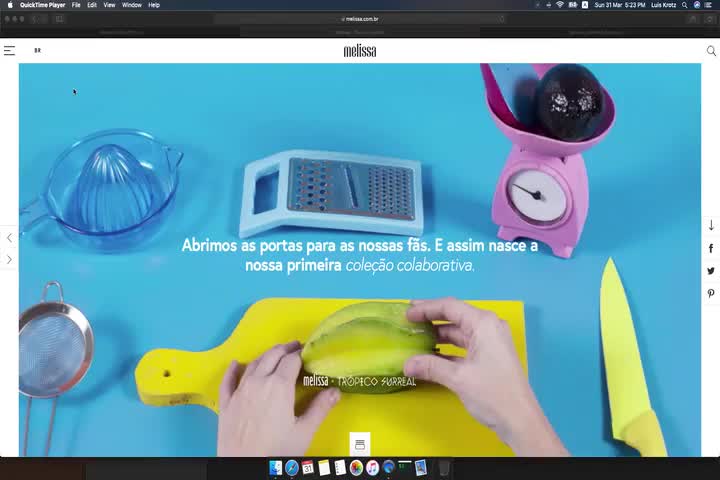 QuickTime Player File Edit View Window Help
Sun 31 Mar 5:23 PM Luis Krotz
melissa.com.br
BR
melissa
Abrimos as portas para as nossas fãs. E assim nasce a
nossa primeira coleção colaborativa.
melissa + TRÓPICO SURREAL